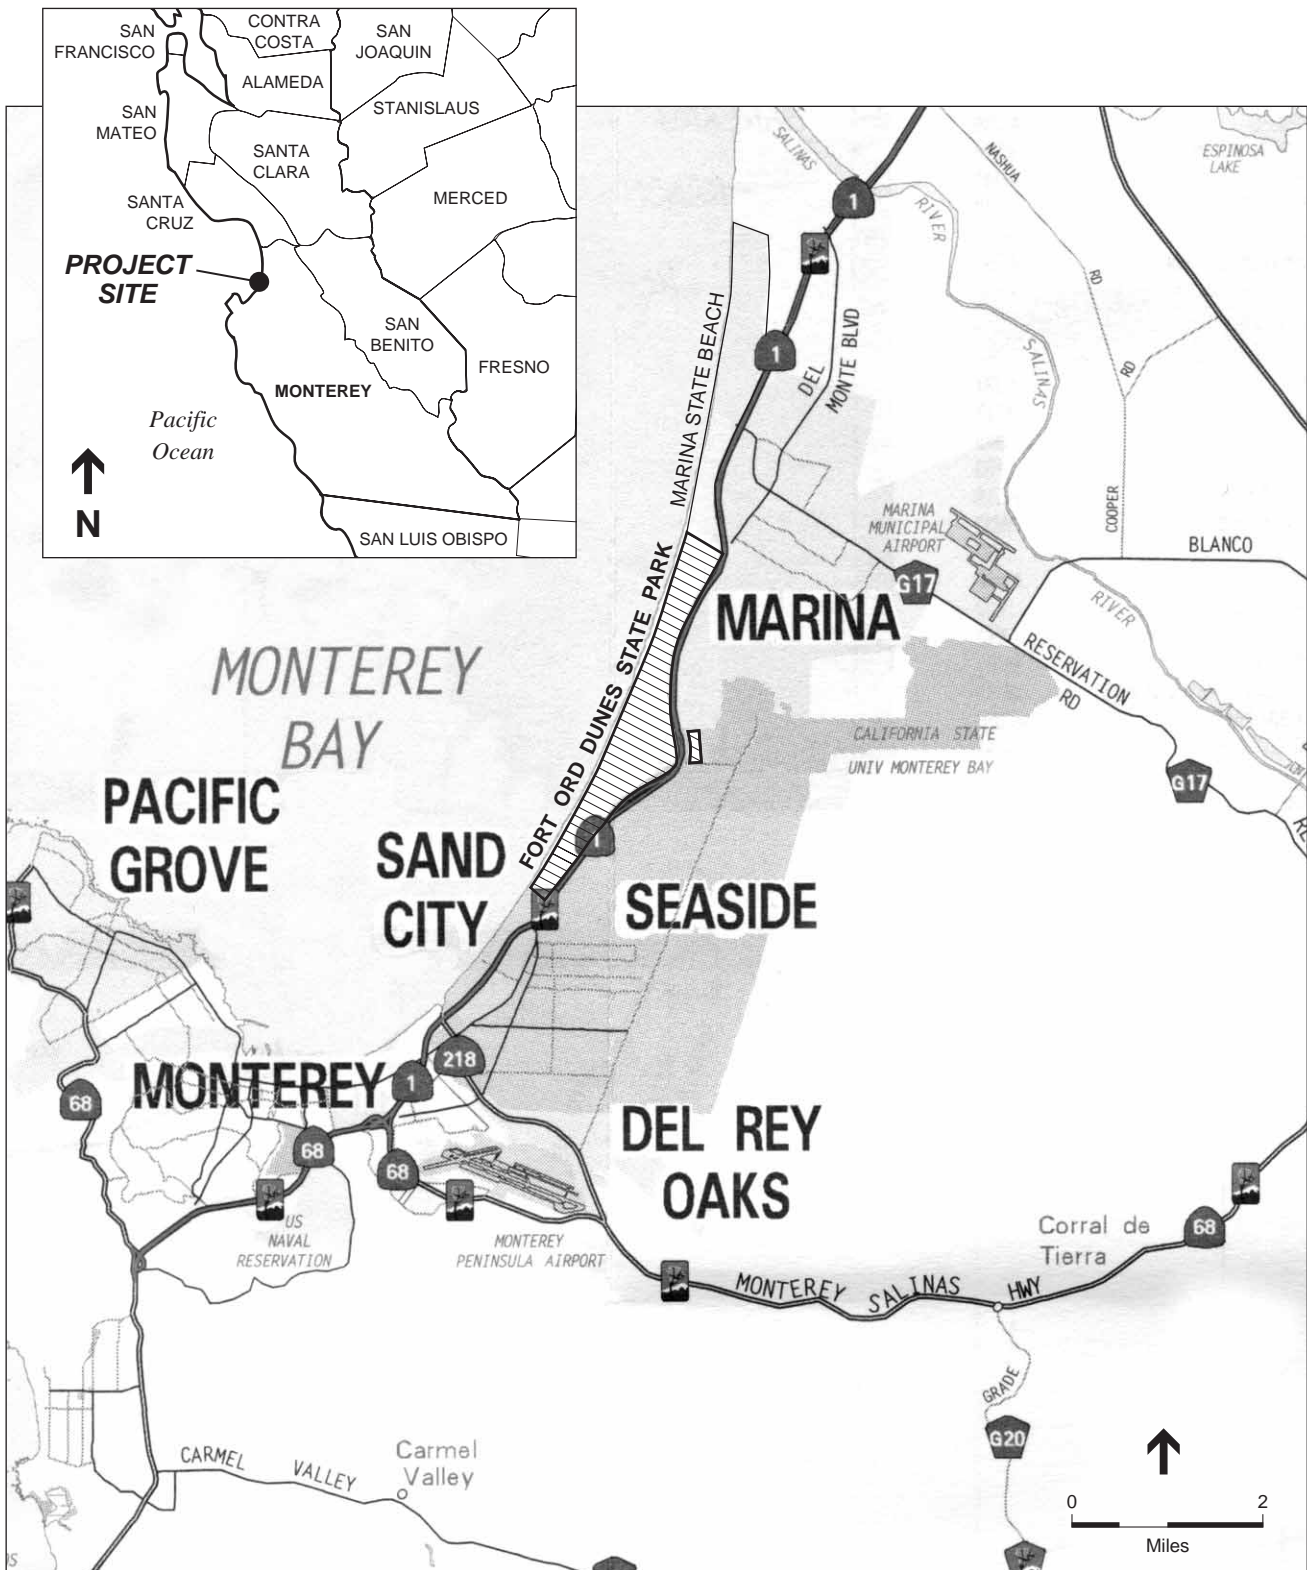 SAN
FRANCISCO
CONTRA
COSTA
SAN
JOAQUIN
ALAMEDA
STANISLAUS
SAN
MATEO
SANTA
CLARA
MERCED
SANTA
CRUZ
PROJECT
SITE
SAN
BENITO
FRESNO
MONTEREY
Pacific
Ocean
N
SAN LUIS OBISPO
SALINAS
RIVER
NASHUA
RD
ESPINOSA
LAKE
1
1
MARINA STATE BEACH
DEL
MONTE BLVD
SALINAS
RD
COOPER
MARINA
MUNICIPAL
AIRPORT
BLANCO
G17
RIVER
MARINA
FORT ORD DUNES STATE PARK
RESERVATION
RD
MONTEREY
BAY
CALIFORNIA STATE
UNIV MONTEREY BAY
G17
PACIFIC
GROVE
SAND
CITY
1
SEASIDE
218
1
MONTEREY
68
68
68
DEL REY
OAKS
US
NAVAL
RESERVATION
MONTEREY
PENINSULA AIRPORT
Corral de
Tierra
68
MONTEREY SALINAS HWY
GRADE
G20
CARMEL VALLEY
Carmel
Valley
0 2
Miles